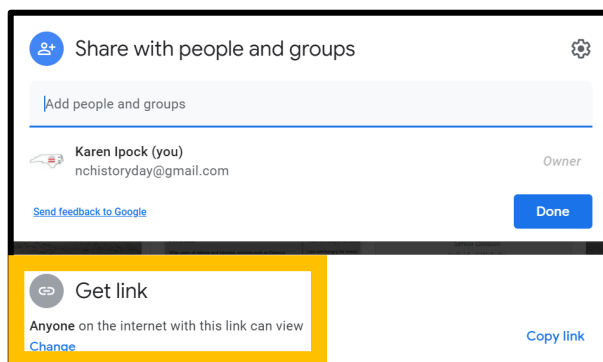 Share with people and groups
Add people and groups
Karen Ipock (you)
nchistoryday@gmail.com
Owner
Send feedback to Google
Done
Get link
Anyone on the internet with this link can view
Change
Copy link